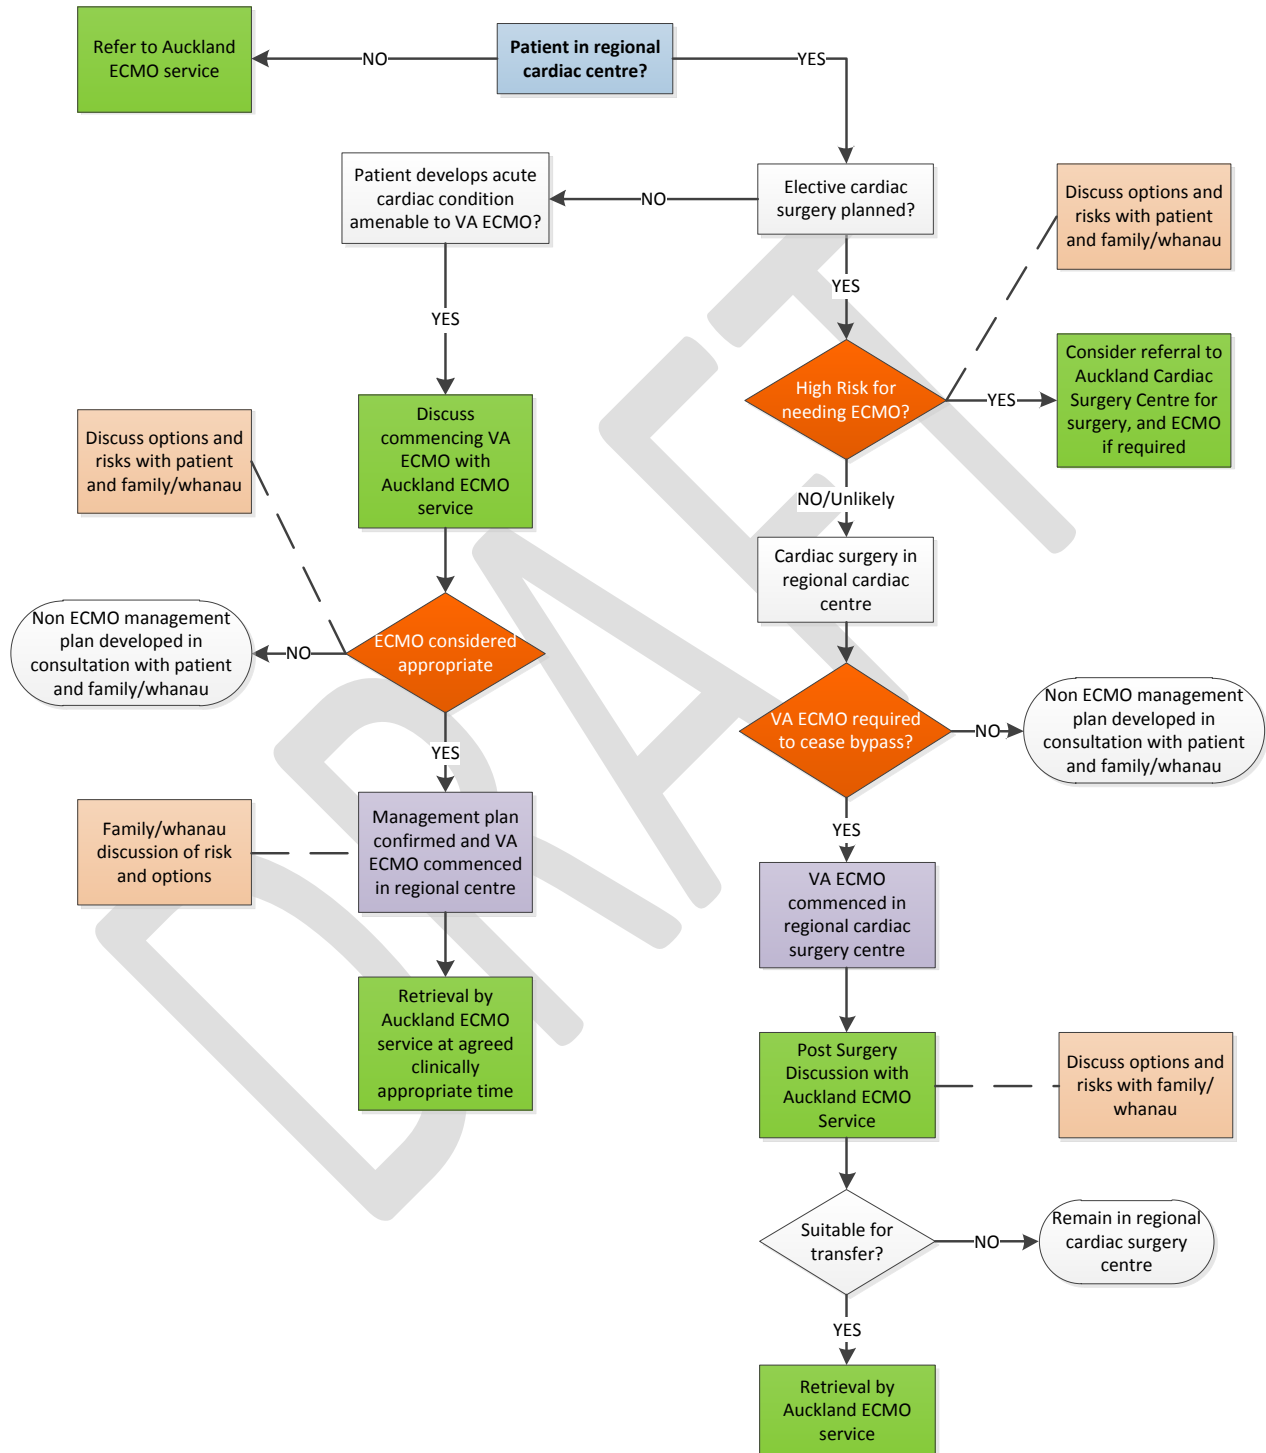 Refer to Auckland
ECMO service
NO
Patient in regional
cardiac centre?
YES
Patient develops acute
cardiac condition
amenable to VA ECMO?
NO
Elective cardiac
surgery planned?
Discuss options and
risks with patient
and family/whanau
YES
YES
High Risk for
needing ECMO?
YES
Consider referral to
Auckland Cardiac
Surgery Centre for
surgery, and ECMO
if required
Discuss options and
risks with patient
and family/whanau
Discuss
commencing VA
ECMO with
Auckland ECMO
service
NO/Unlikely
Cardiac surgery in
regional cardiac
centre
Non ECMO management
plan developed in
consultation with patient
and family/whanau
NO
ECMO considered
appropriate
VA ECMO required
to cease bypass?
NO
Non ECMO management
plan developed in
consultation with patient
and family/whanau
YES
YES
Family/whanau
discussion of risk
and options
Management plan
confirmed and VA
ECMO commenced
in regional centre
VA ECMO
commenced in
regional cardiac
surgery centre
Retrieval by
Auckland ECMO
service at agreed
clinically
appropriate time
Post Surgery
Discussion with
Auckland ECMO
Service
Discuss options and
risks with family/
whanau
Suitable for
transfer?
NO
Remain in regional
cardiac surgery
centre
YES
Retrieval by
Auckland ECMO
service
DRAFT